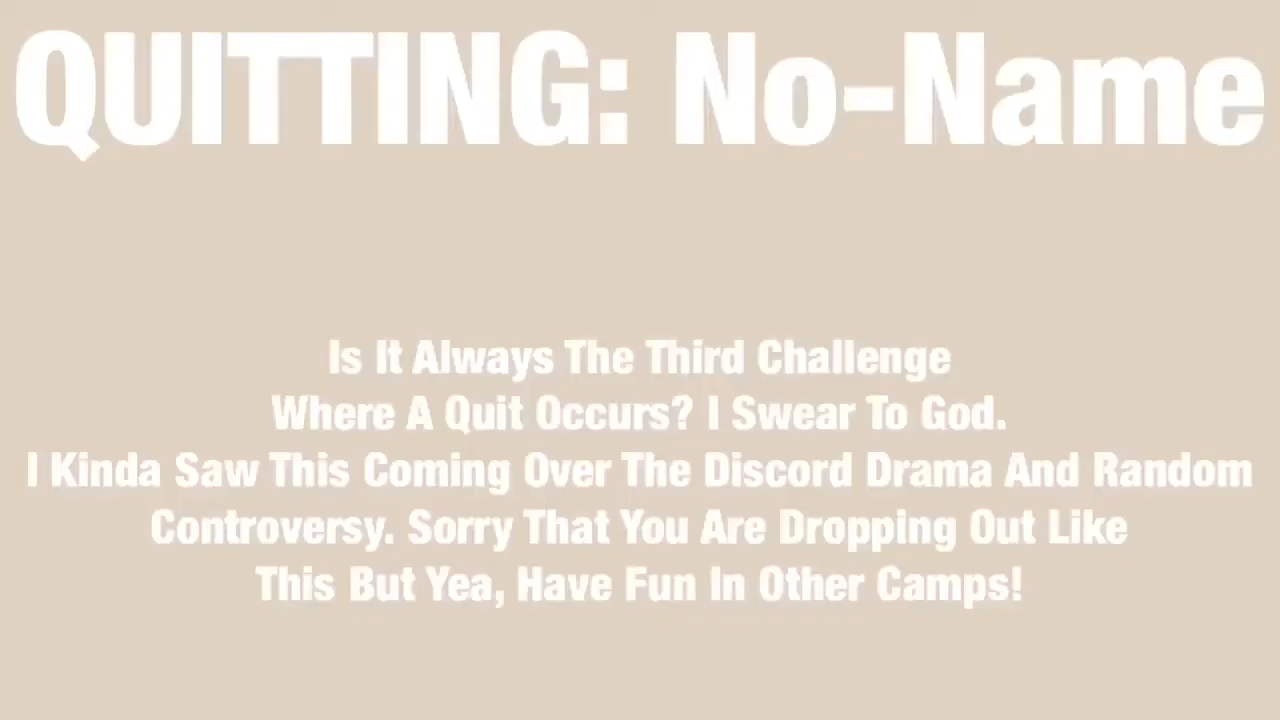 QUITTING: No-Name
Is It Always The Third Challenge
Where A Quit Occurs? I Swear To God.
I Kinda Saw This Coming Over The Discord Drama And Random
Controversy. Sorry That You Are Dropping Out Like
This But Yea, Have Fun In Other Camps!